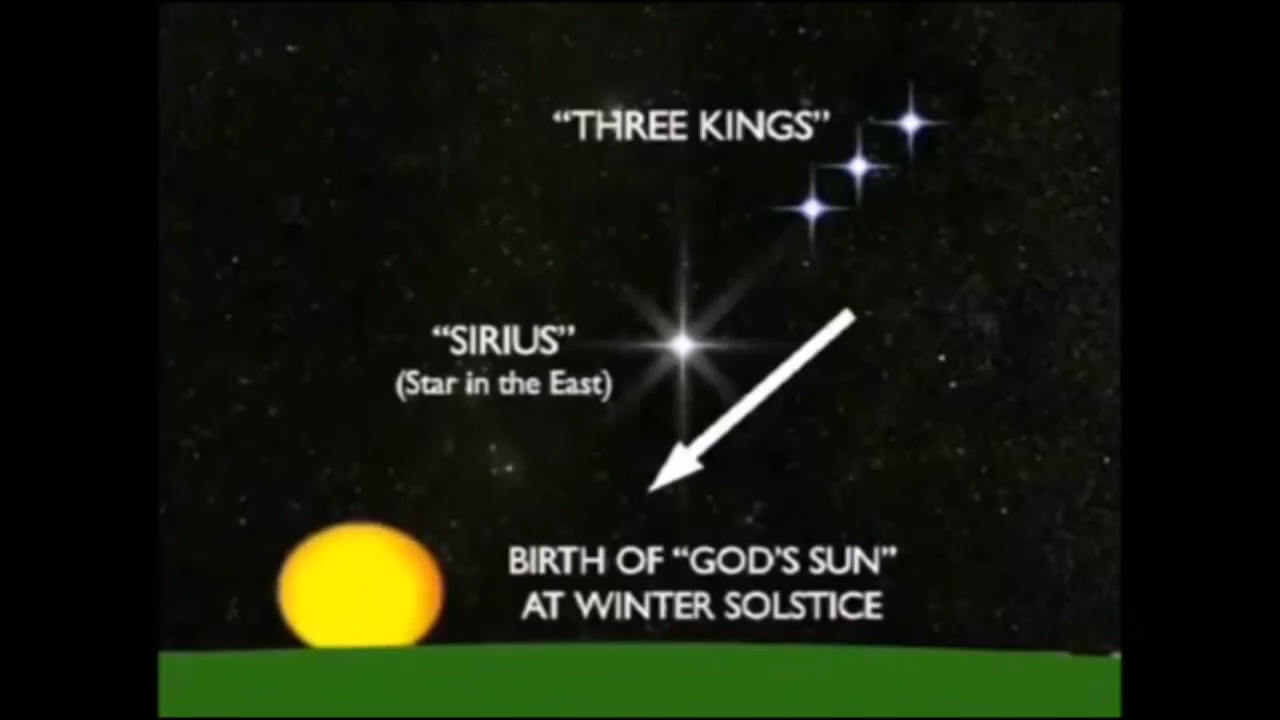 “THREE KINGS”
“SIRIUS”
(Star in the East)
BIRTH OF “GOD’S SUN”
AT WINTER SOLSTICE